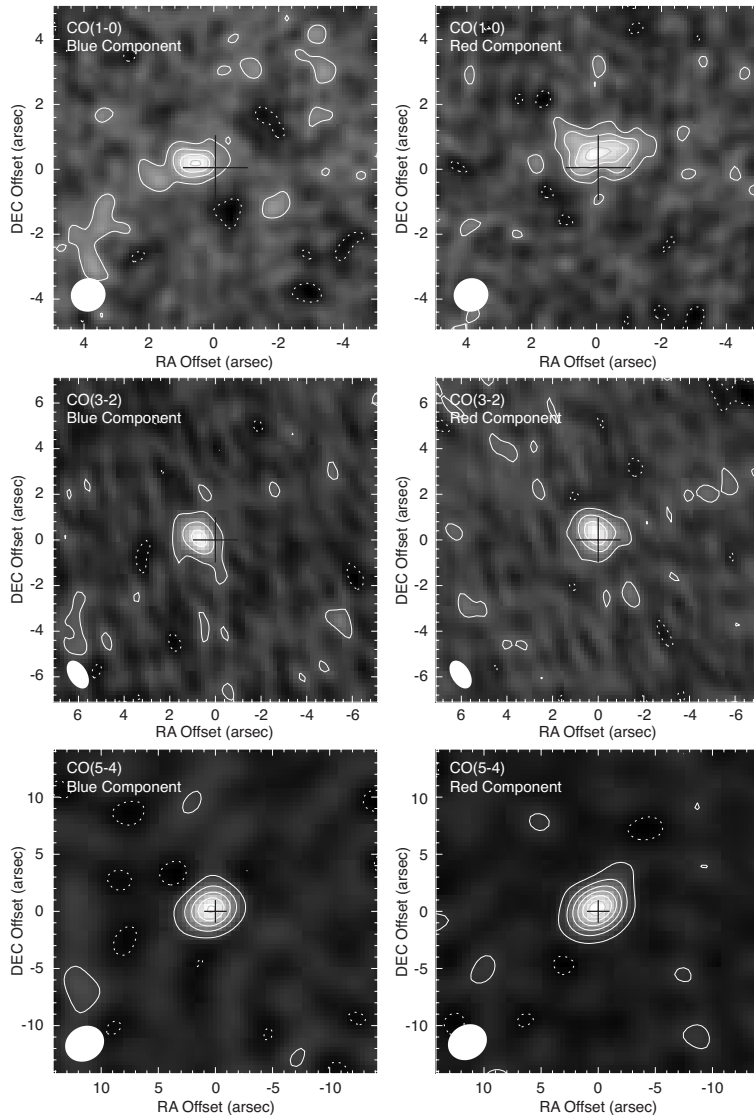 CO(1-0)
Blue Component
4
2
0
-2
-4
DEC Offset (arsec)
4 2 0 -2 -4
RA Offset (arsec)
CO(1-0)
Red Component
4
2
0
-2
-4
DEC Offset (arsec)
4 2 0 -2 -4
RA Offset (arsec)
CO(3-2)
Blue Component
6
4
2
0
-2
-4
-6
DEC Offset (arsec)
6 4 2 0 -2 -4 -6
RA Offset (arsec)
CO(3-2)
Red Component
6
4
2
0
-2
-4
-6
DEC Offset (arsec)
6 4 2 0 -2 -4 -6
RA Offset (arsec)
CO(5-4)
Blue Component
10
5
0
-5
-10
DEC Offset (arsec)
10 5 0 -5 -10
RA Offset (arsec)
CO(5-4)
Red Component
10
5
0
-5
-10
DEC Offset (arsec)
10 5 0 -5 -10
RA Offset (arsec)